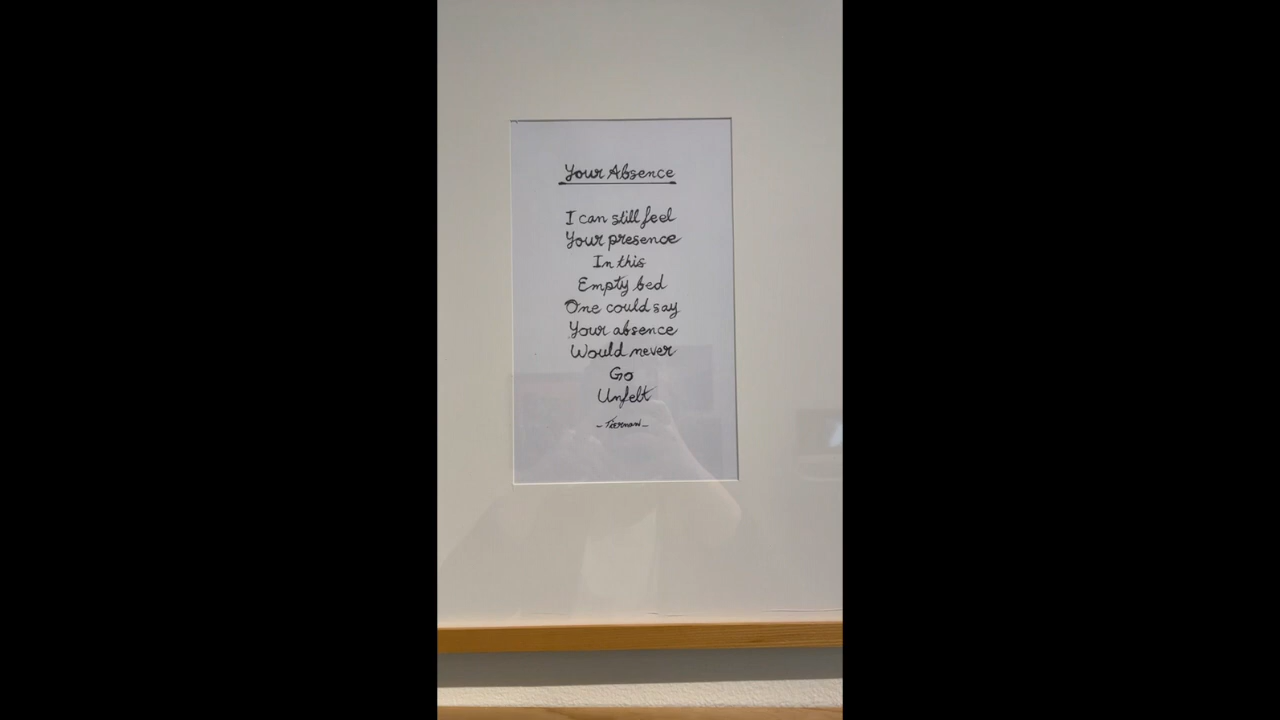 Your Absence
I can still feel
Your presence
In this
Empty bed
One could say
Your absence
Would never
Go
Unfelt
-Tiernan-